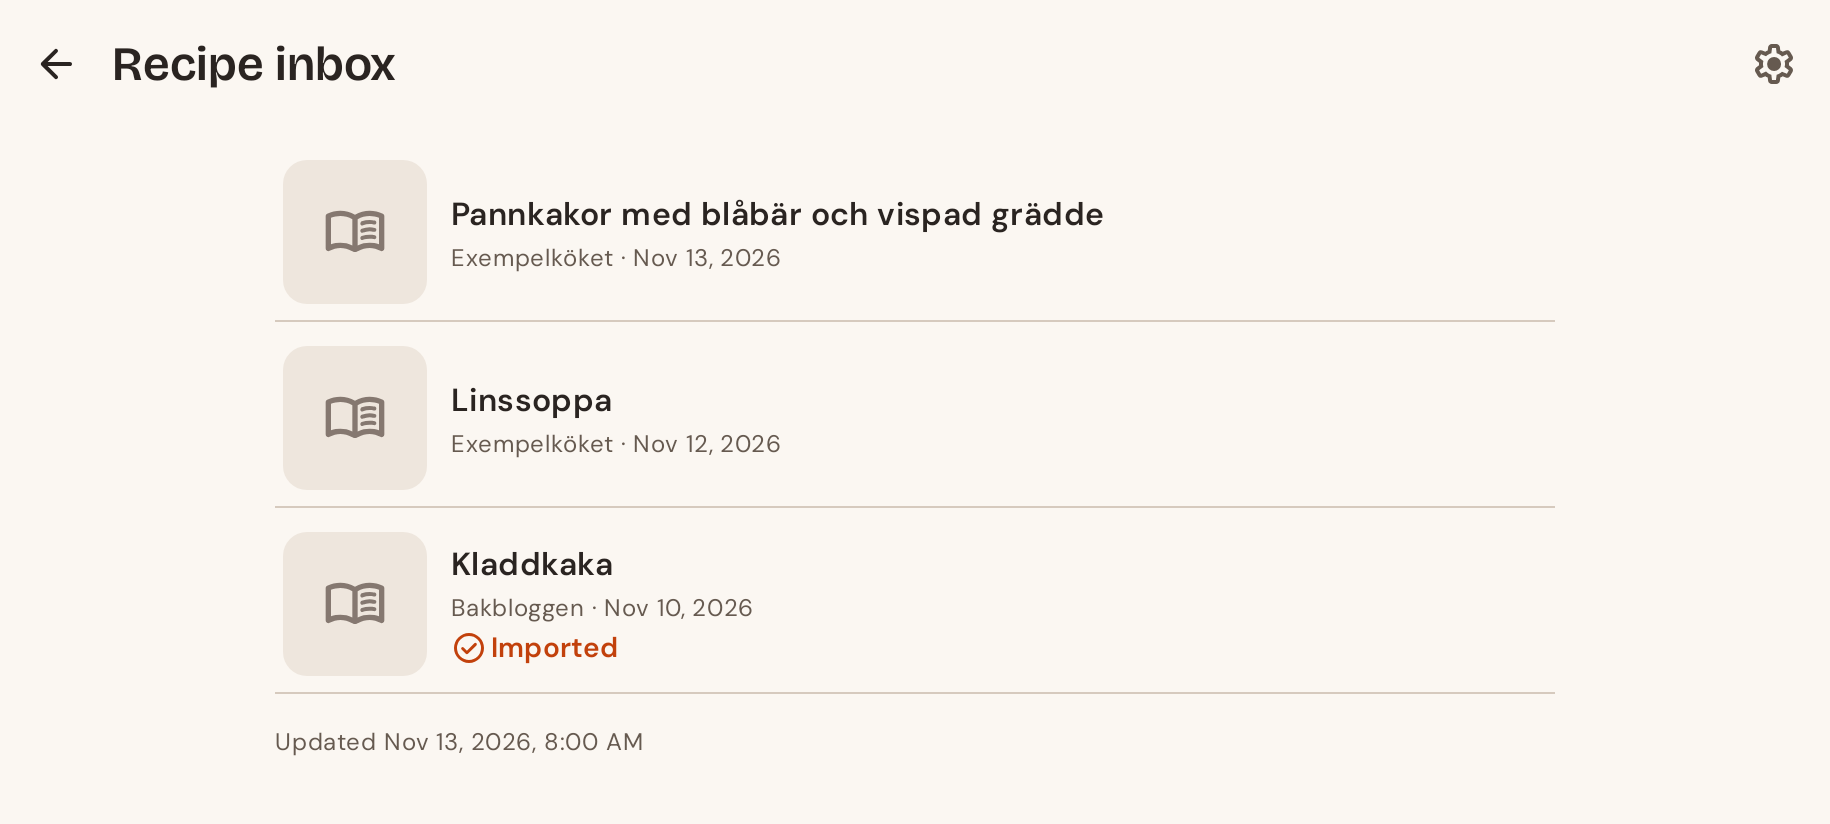 Recipe inbox
Pannkakor med blåbär och vispad grädde
Exempelköket · Nov 13, 2026
Linssoppa
Exempelköket · Nov 12, 2026
Kladdkaka
Bakbloggen · Nov 10, 2026
Imported
Updated Nov 13, 2026, 8:00 AM